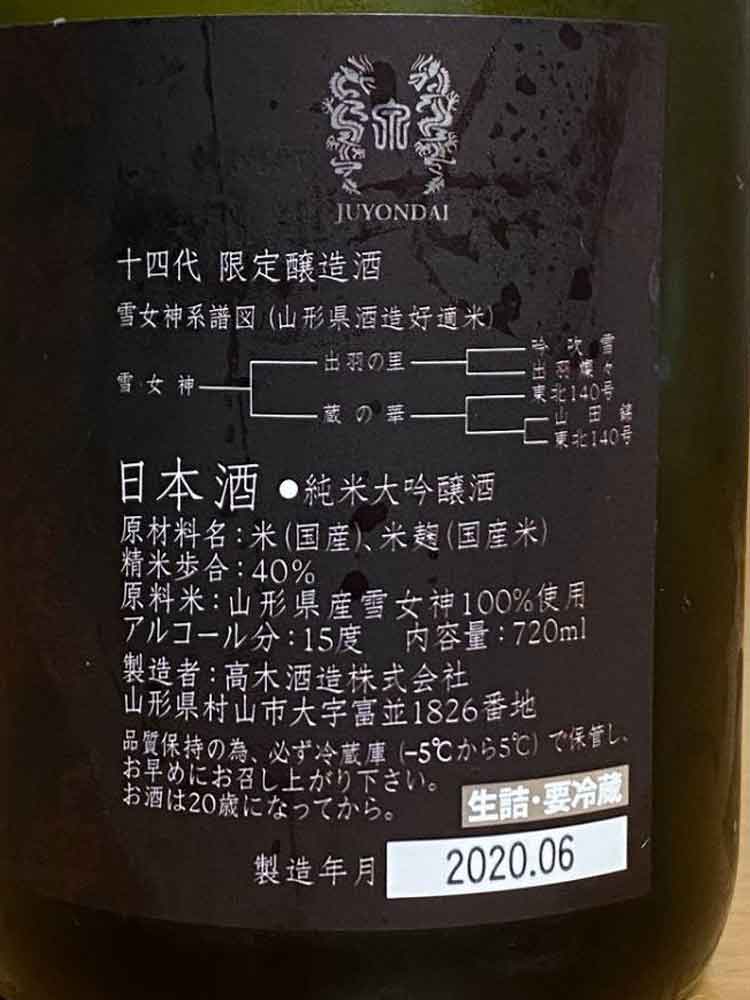 JUYONDAI
十四代 限定醸造酒
雪女神系譜図 (山形県酒造好適米)
吟吹雪
出羽の里
出羽燦々
雪女神
東北140号
蔵の華
山田錦
東北140号
日本酒 ●純米大吟醸酒
原材料名：米(国産)、米麹(国産米)
精米歩合：40%
原料米：山形県産雪女神100%使用
アルコール分：15度 内容量：720ml
製造者：高木酒造株式会社
山形県村山市大字富並1826番地
品質保持の為、必ず冷蔵庫 (-5℃から5℃) で保管し、
お早めにお召し上がり下さい。
お酒は20歳になってから。
生詰・要冷蔵
製造年月 2020.06